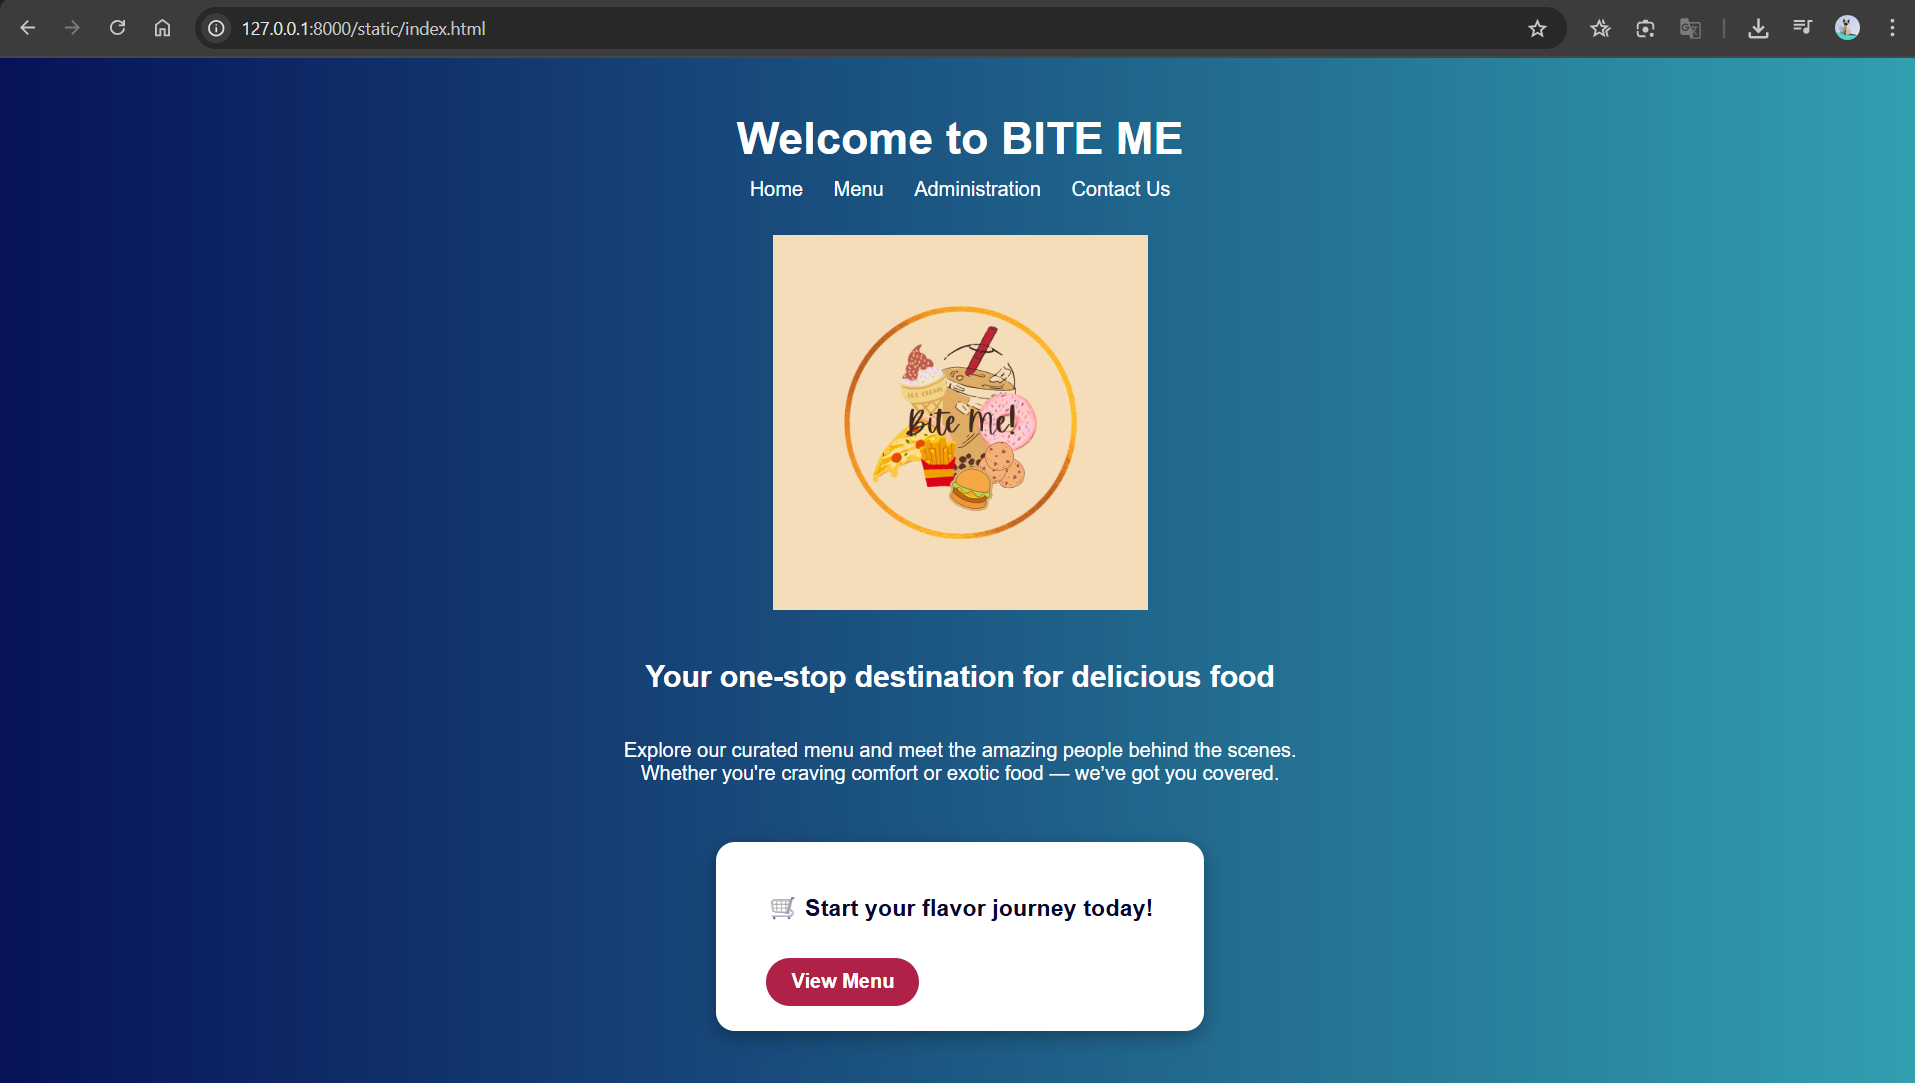 127.0.0.1:8000/static/index.html
Welcome to BITE ME
Home Menu Administration Contact Us
ICE CREAM
GO
Bite Me!
Your one-stop destination for delicious food
Explore our curated menu and meet the amazing people behind the scenes.
Whether you're craving comfort or exotic food — we’ve got you covered.
🛒 Start your flavor journey today!
View Menu